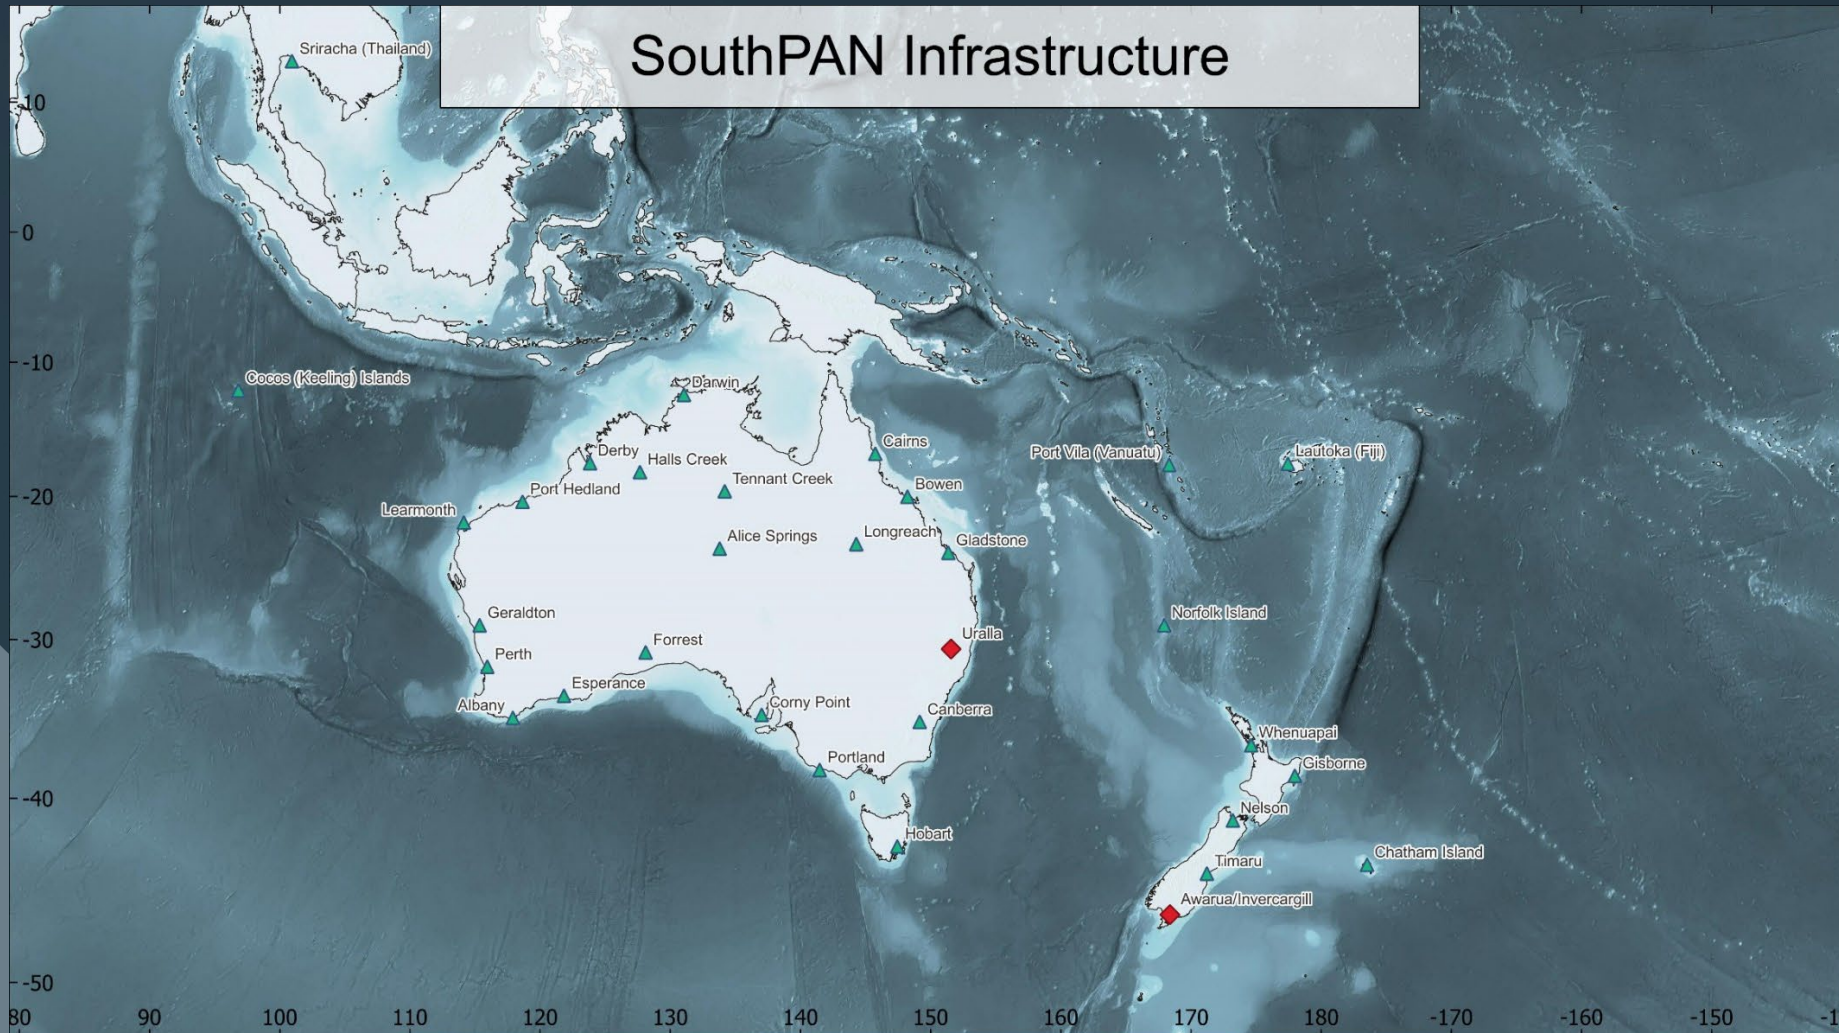 SouthPAN Infrastructure
Sriracha (Thailand)
10
0
-10
Cocos (Keeling) Islands
Darwin
Cairns
Derby
Halls Creek
Port Vila (Vanuatu)
Lautoka (Fiji)
Tennant Creek
Bowen
Port Hedland
-20
Learmonth
Alice Springs
Longreach
Gladstone
Geraldton
Norfolk Island
-30
Forrest
Uralla
Perth
Esperance
Albany
Corny Point
Canberra
Whenuapai
Portland
Gisborne
-40
Nelson
Hobart
Chatham Island
Timaru
Awarua/Invercargill
-50
80 90 100 110 120 130 140 150 160 170 180 -170 -160 -150